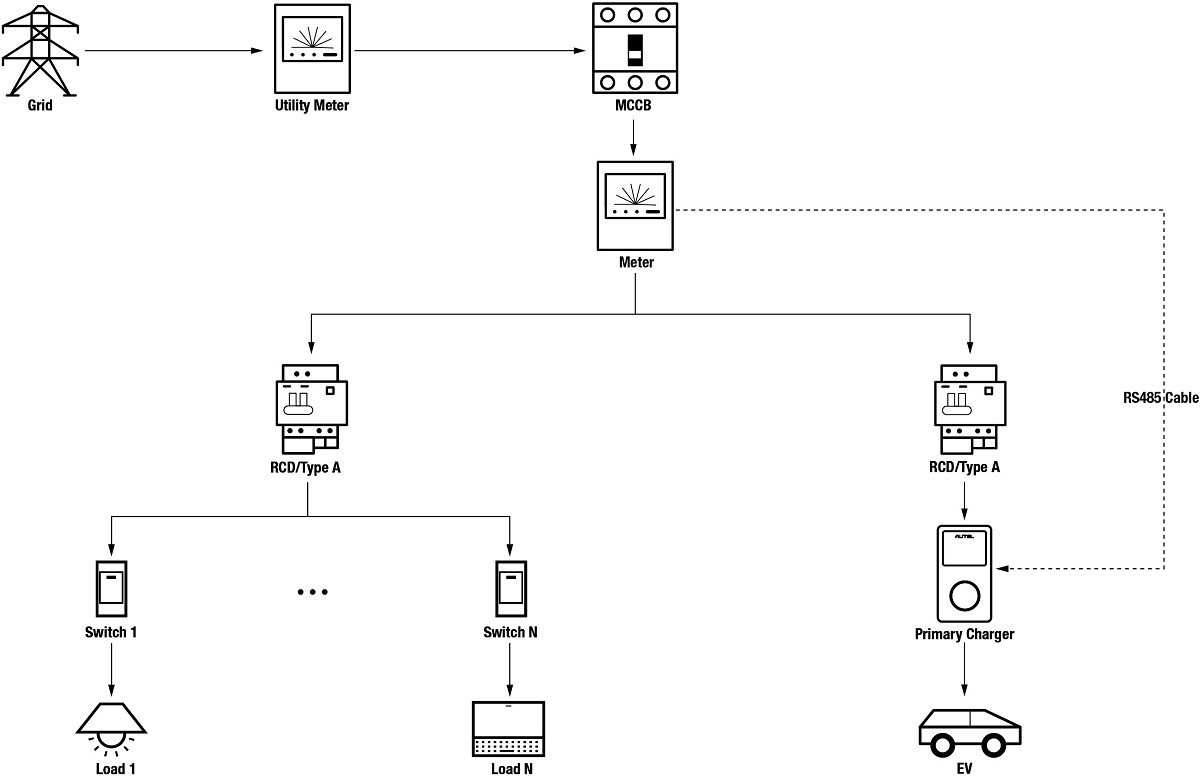 Grid
Utility Meter
MCCB
Meter
RS485 Cable
RCD/Type A
RCD/Type A
AUTEL
Switch 1
Switch N
Primary Charger
Load 1
Load N
EV